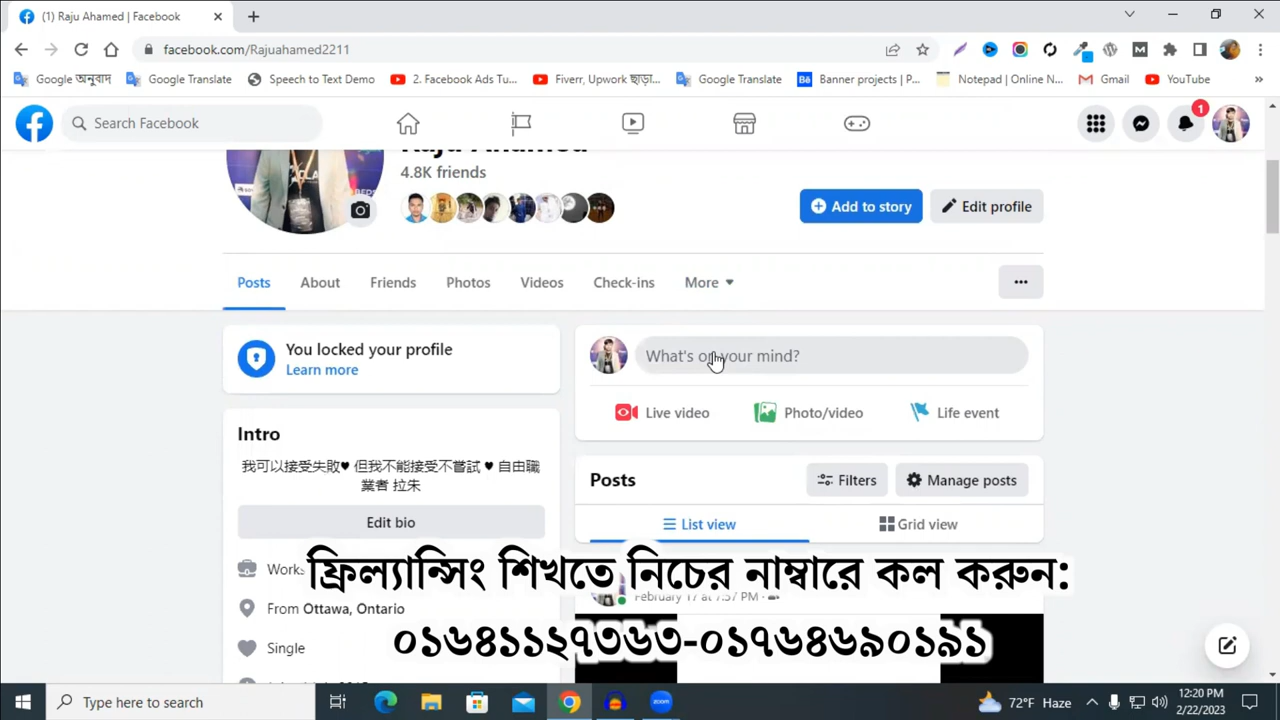 (1) Raju Ahamed | Facebook
facebook.com/Rajuahamed2211
Google অনুবাদ Google Translate Speech to Text Demo 2. Facebook Ads Tu... Fiverr, Upwork ছাড়া... Google Translate Banner projects | P... Notepad | Online N... Gmail YouTube »
Search Facebook
1
Raju Ahamed
4.8K friends
Add to story Edit profile
Posts About Friends Photos Videos Check-ins More
You locked your profile
Learn more
What's on your mind?
Live video Photo/video Life event
Intro
我可以接受失敗♥ 但我不能接受不嘗試 ♥ 自由職
業者 拉朱
Edit bio
Posts Filters Manage posts
List view Grid view
ফ্রিল্যান্সিং শিখতে নিচের নাম্বারে কল করুন:
Works
February 17 at 7:57 PM
From Ottawa, Ontario
০১৬৪১১২৭৩৬৩-০১৭৬৪৬৯০১৯১
Single
Type here to search
zoom
72°F Haze
12:20 PM
2/22/2023